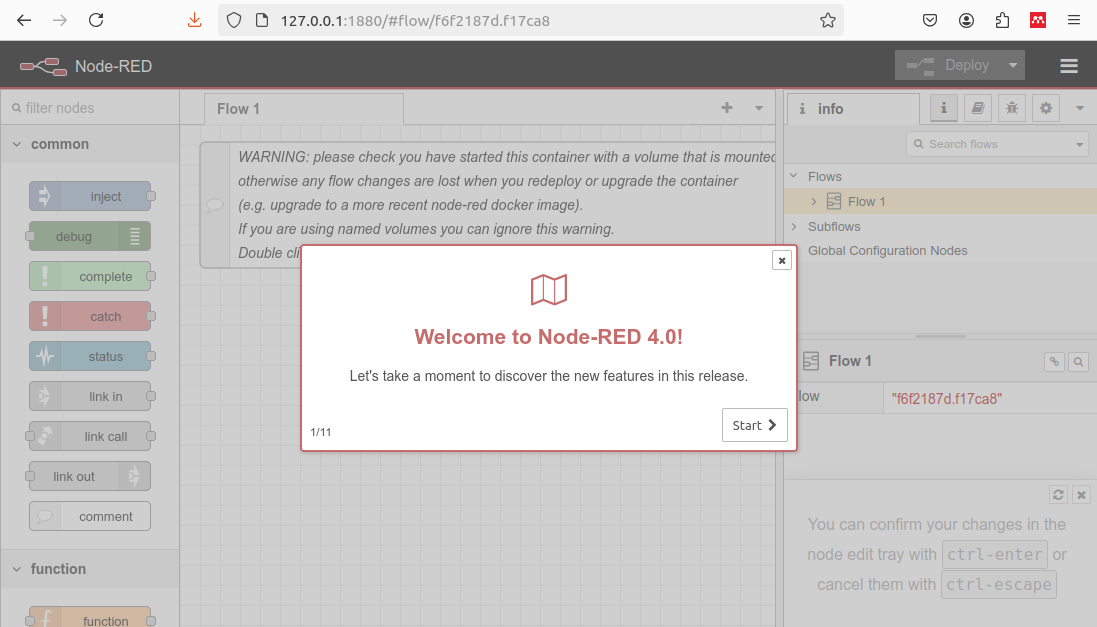 127.0.0.1:1880/#flow/f6f2187d.f17ca8
Node-RED
Deploy
filter nodes
Flow 1
info
common
inject
debug
complete
catch
status
link in
link call
link out
comment
function
function
WARNING: please check you have started this container with a volume that is mounted
otherwise any flow changes are lost when you redeploy or upgrade the container
(e.g. upgrade to a more recent node-red docker image).
If you are using named volumes you can ignore this warning.
Double cli
Welcome to Node-RED 4.0!
Let's take a moment to discover the new features in this release.
1/11
Start
Search flows
Flows
Flow 1
Subflows
Global Configuration Nodes
Flow 1
low
"f6f2187d.f17ca8"
You can confirm your changes in the
node edit tray with ctrl-enter or
cancel them with ctrl-escape